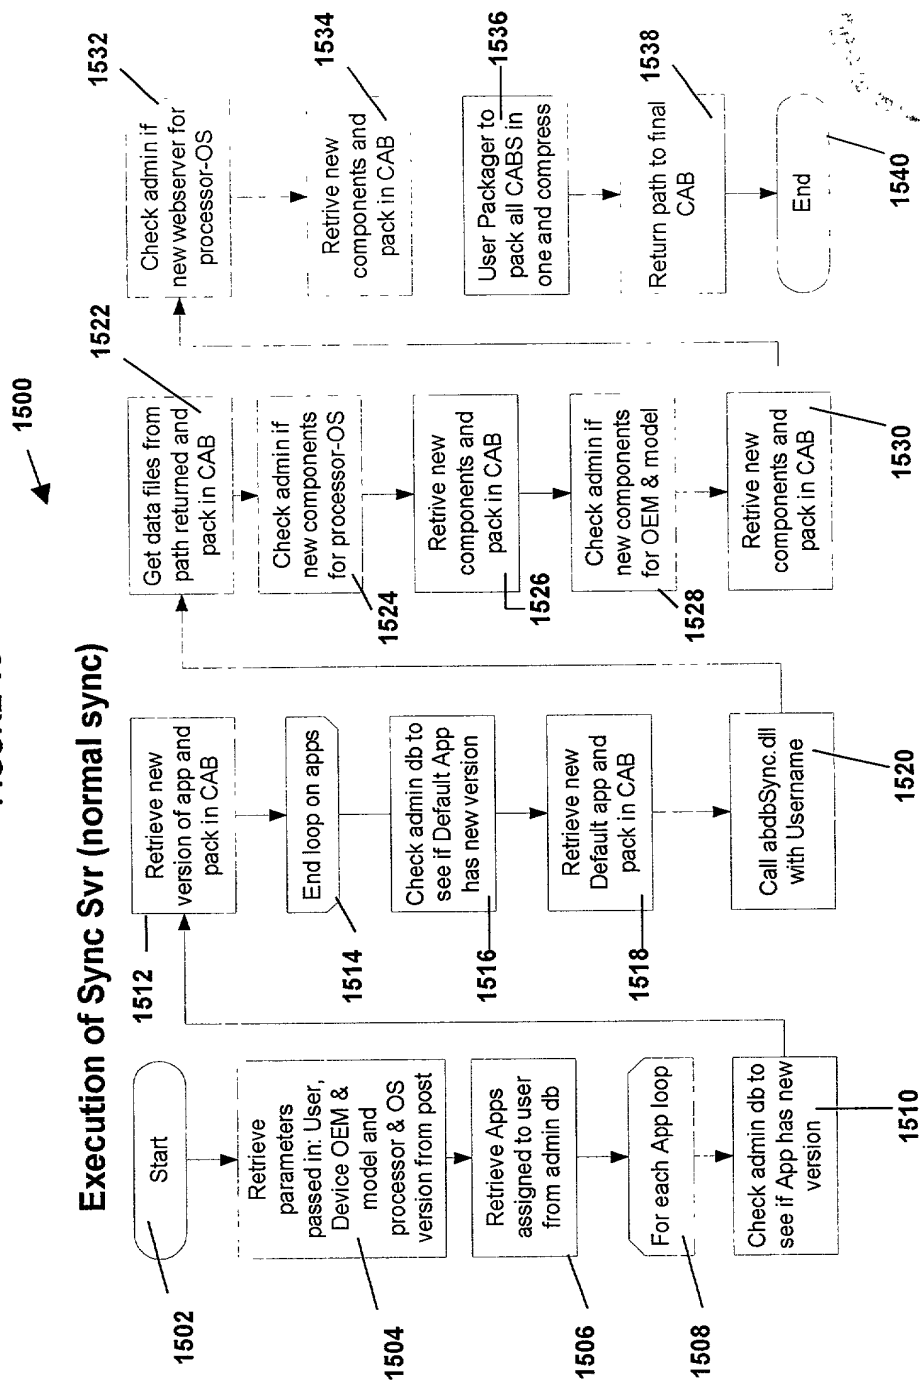 1500
Execution of Sync Svr (normal sync)
Start
1502
Retrieve
parameters
passed in: User,
Device OEM &
model and
processor & OS
version from post
1504
Retrieve Apps
assigned to user
from admin db
1506
For each App loop
1508
Check admin db to
see if App has new
version
1510
Retrieve new
version of app and
pack in CAB
1512
End loop on apps
1514
Check admin db to
see if Default App
has new version
1516
Retrieve new
Default app and
pack in CAB
1518
Call abdbSync.dll
with Username
1520
Get data files from
path returned and
pack in CAB
1522
Check admin if
new components
for processor-OS
1524
Retrive new
components and
pack in CAB
1526
Check admin if
new components
for OEM & model
1528
Retrive new
components and
pack in CAB
1530
Check admin if
new webserver for
processor-OS
1532
Retrive new
components and
pack in CAB
1534
User Packager to
pack all CABS in
one and compress
1536
Return path to final
CAB
1538
End
1540